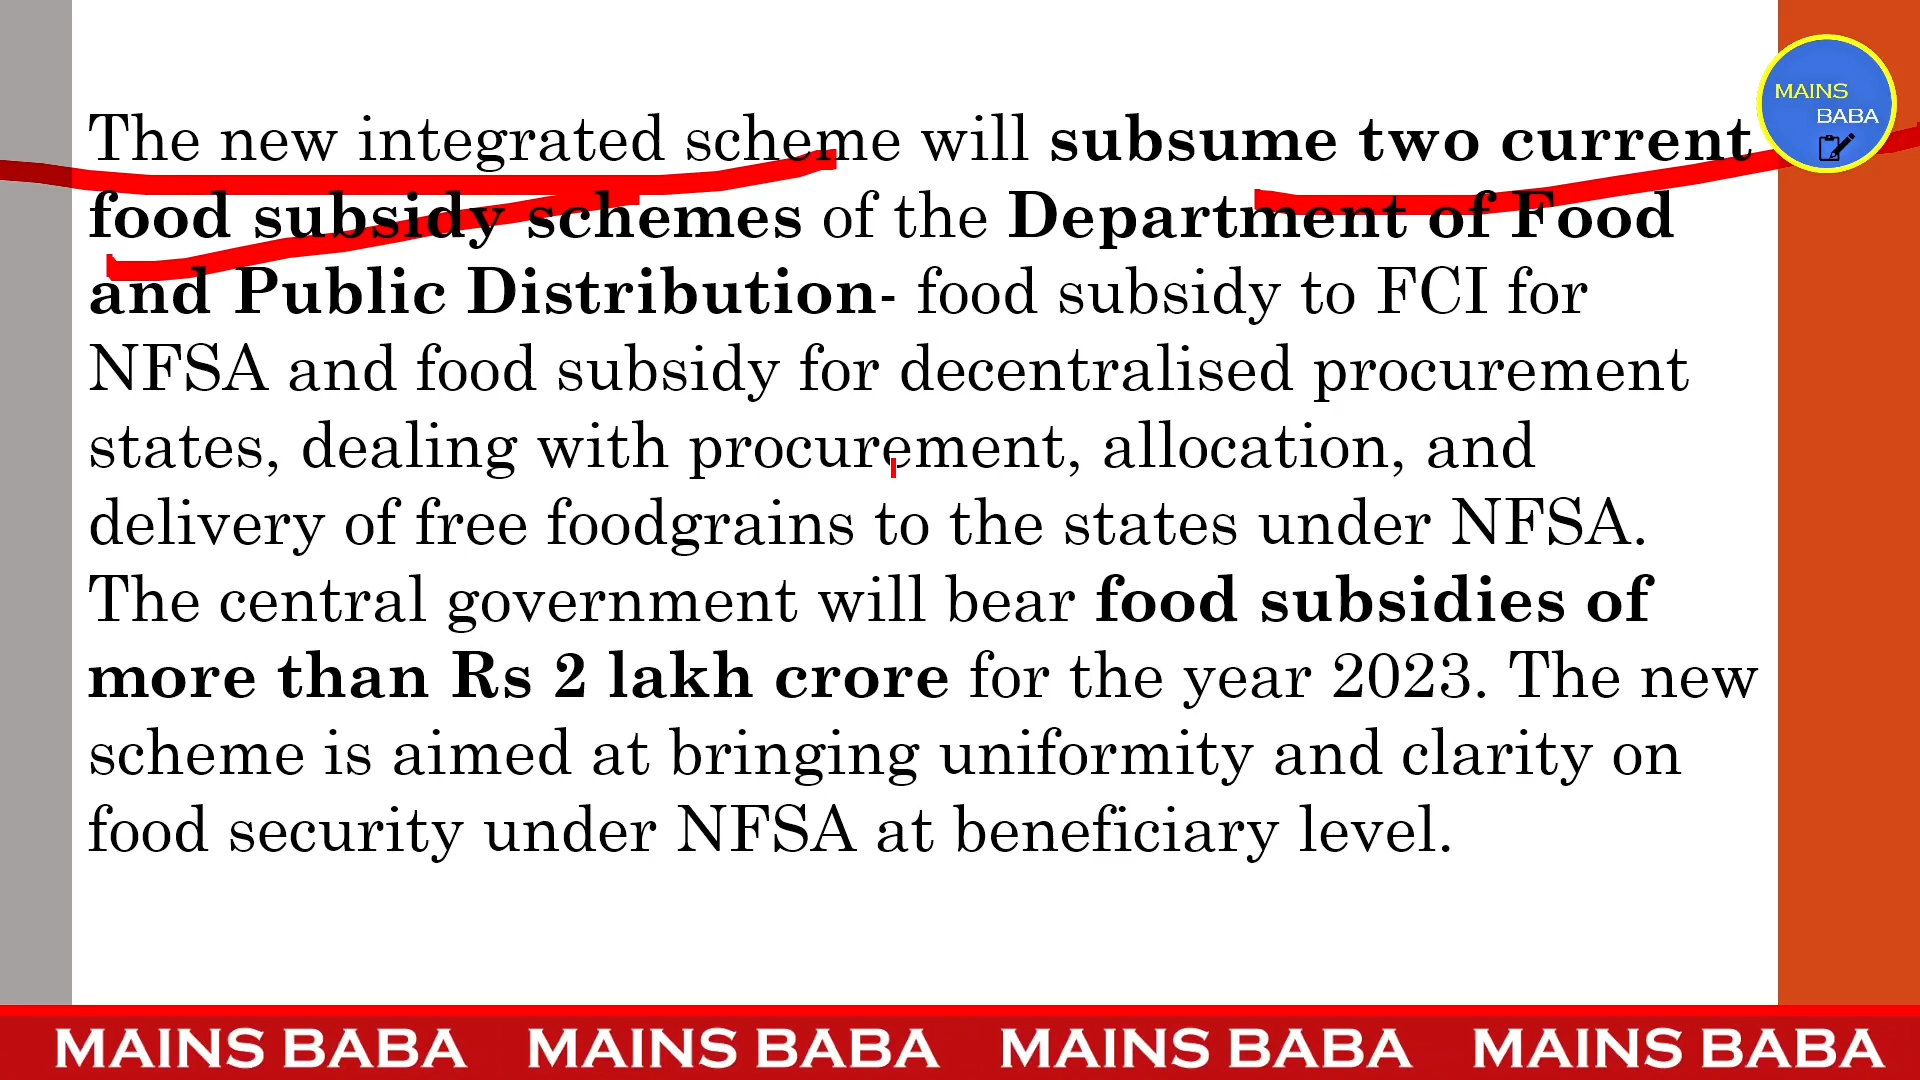 The new integrated scheme will subsume two current
food subsidy schemes of the Department of Food
and Public Distribution- food subsidy to FCI for
NFSA and food subsidy for decentralised procurement
states, dealing with procurement, allocation, and
delivery of free foodgrains to the states under NFSA.
The central government will bear food subsidies of
more than Rs 2 lakh crore for the year 2023. The new
scheme is aimed at bringing uniformity and clarity on
food security under NFSA at beneficiary level.
MAINS
BABA
MAINS BABA MAINS BABA MAINS BABA MAINS BABA